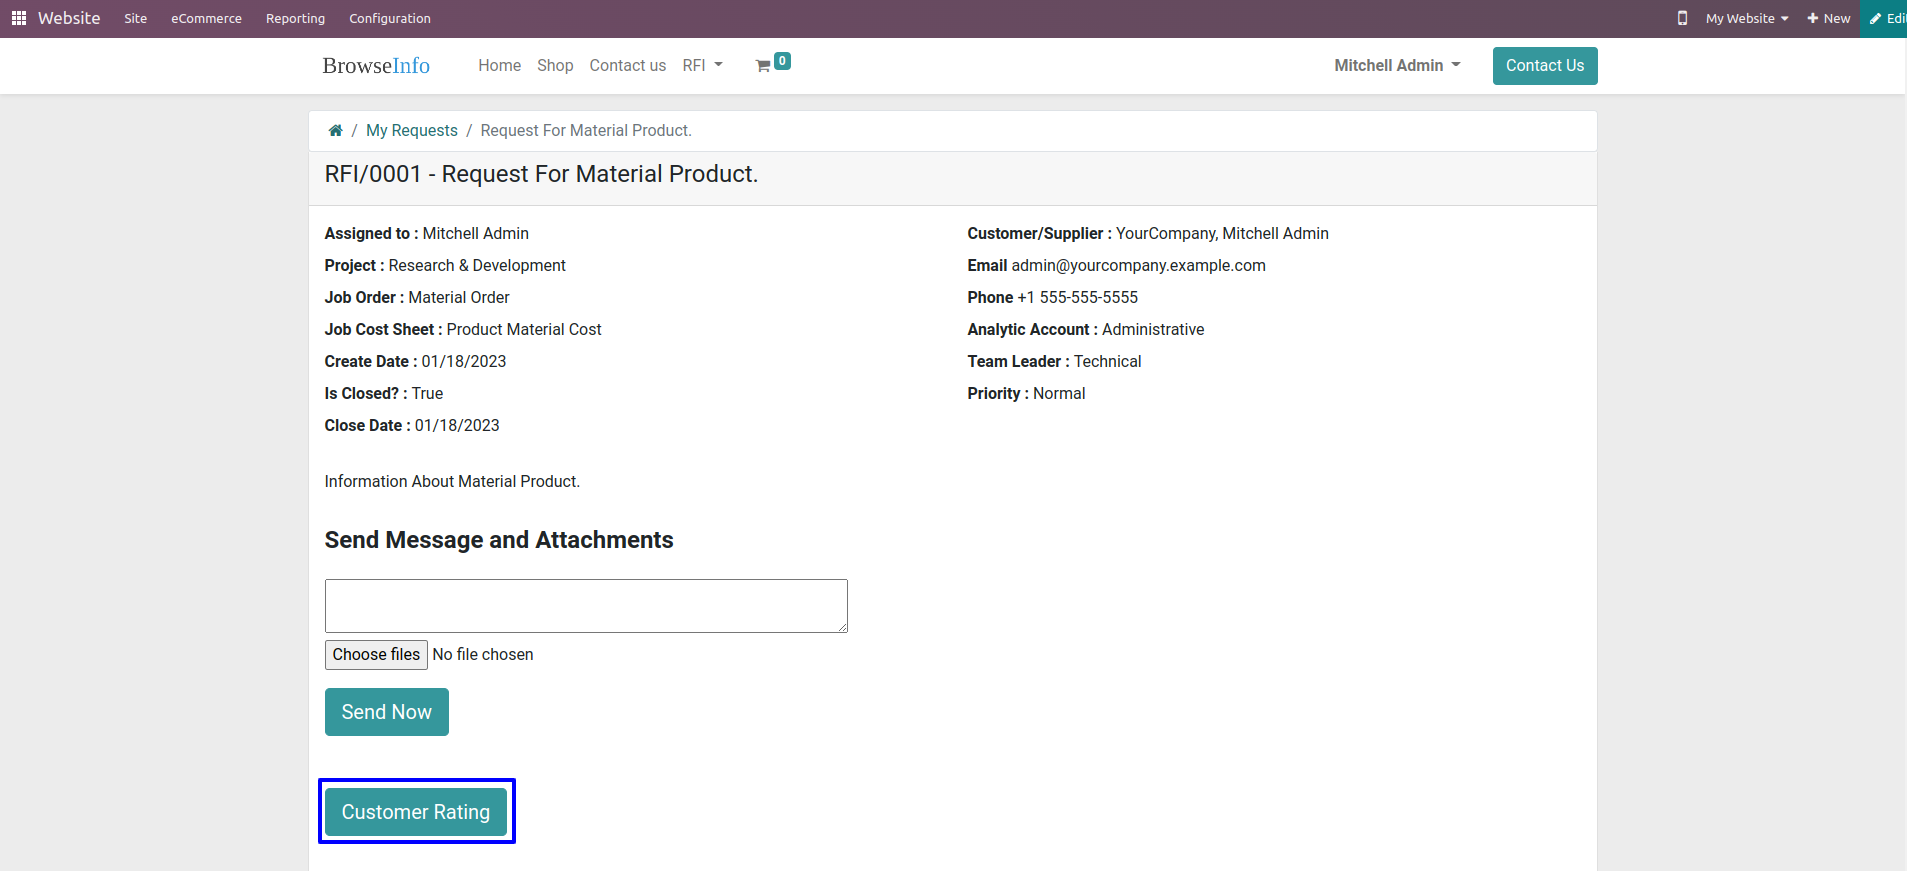 Website Site eCommerce Reporting Configuration My Website New
BrowseInfo Home Shop Contact us RFI 0 Mitchell Admin Contact Us
/ My Requests / Request For Material Product.
RFI/0001 - Request For Material Product.
Assigned to : Mitchell Admin Customer/Supplier : YourCompany, Mitchell Admin
Project : Research & Development Email admin@yourcompany.example.com
Job Order : Material Order Phone +1 555-555-5555
Job Cost Sheet : Product Material Cost Analytic Account : Administrative
Create Date : 01/18/2023 Team Leader : Technical
Is Closed? : True Priority : Normal
Close Date : 01/18/2023
Information About Material Product.
Send Message and Attachments
Choose files No file chosen
Send Now
Customer Rating